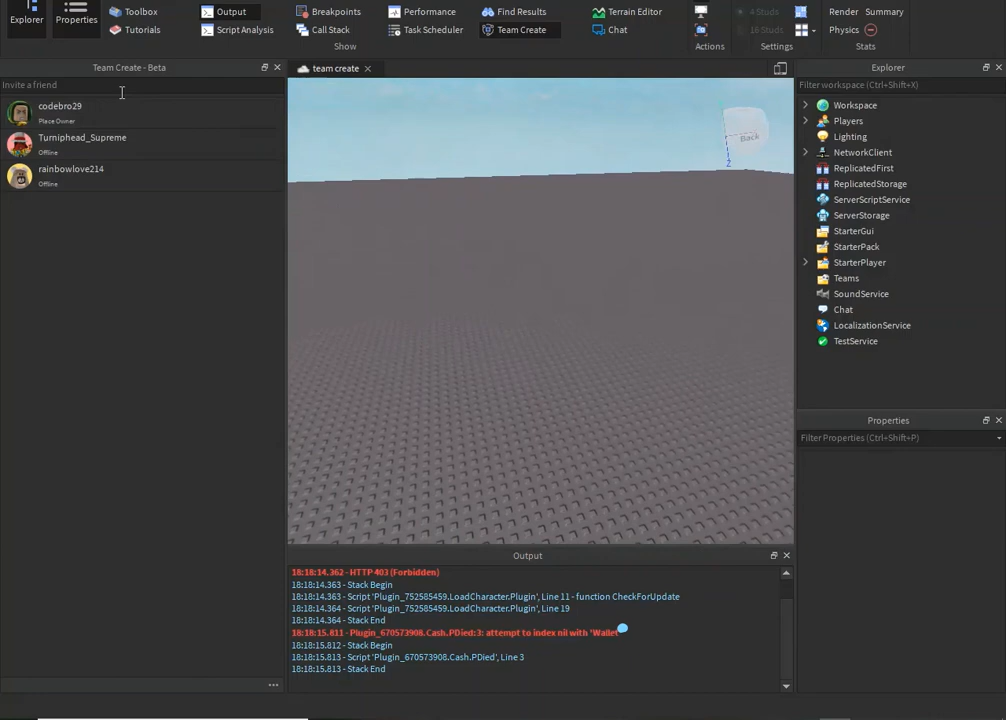 Explorer
Properties
Toolbox
Tutorials
Output
Script Analysis
Breakpoints
Call Stack
Show
Performance
Task Scheduler
Find Results
Team Create
Terrain Editor
Chat
Actions
4 Studs
16 Studs
Settings
Render Summary
Physics
Stats
Team Create - Beta
Invite a friend
codebro29
Place Owner
Turniphead_Supreme
Offline
rainbowlove214
Offline
team create
Back
Z
Output
18:18:14.362 - HTTP 403 (Forbidden)
18:18:14.363 - Stack Begin
18:18:14.363 - Script 'Plugin_752585459.LoadCharacter.Plugin', Line 11 - function CheckForUpdate
18:18:14.364 - Script 'Plugin_752585459.LoadCharacter.Plugin', Line 19
18:18:14.364 - Stack End
18:18:15.811 - Plugin_670573908.Cash.PDied:3: attempt to index nil with 'Wallet'
18:18:15.812 - Stack Begin
18:18:15.813 - Script 'Plugin_670573908.Cash.PDied', Line 3
18:18:15.813 - Stack End
Explorer
Filter workspace (Ctrl+Shift+X)
Workspace
Players
Lighting
NetworkClient
ReplicatedFirst
ReplicatedStorage
ServerScriptService
ServerStorage
StarterGui
StarterPack
StarterPlayer
Teams
SoundService
Chat
LocalizationService
TestService
Properties
Filter Properties (Ctrl+Shift+P)